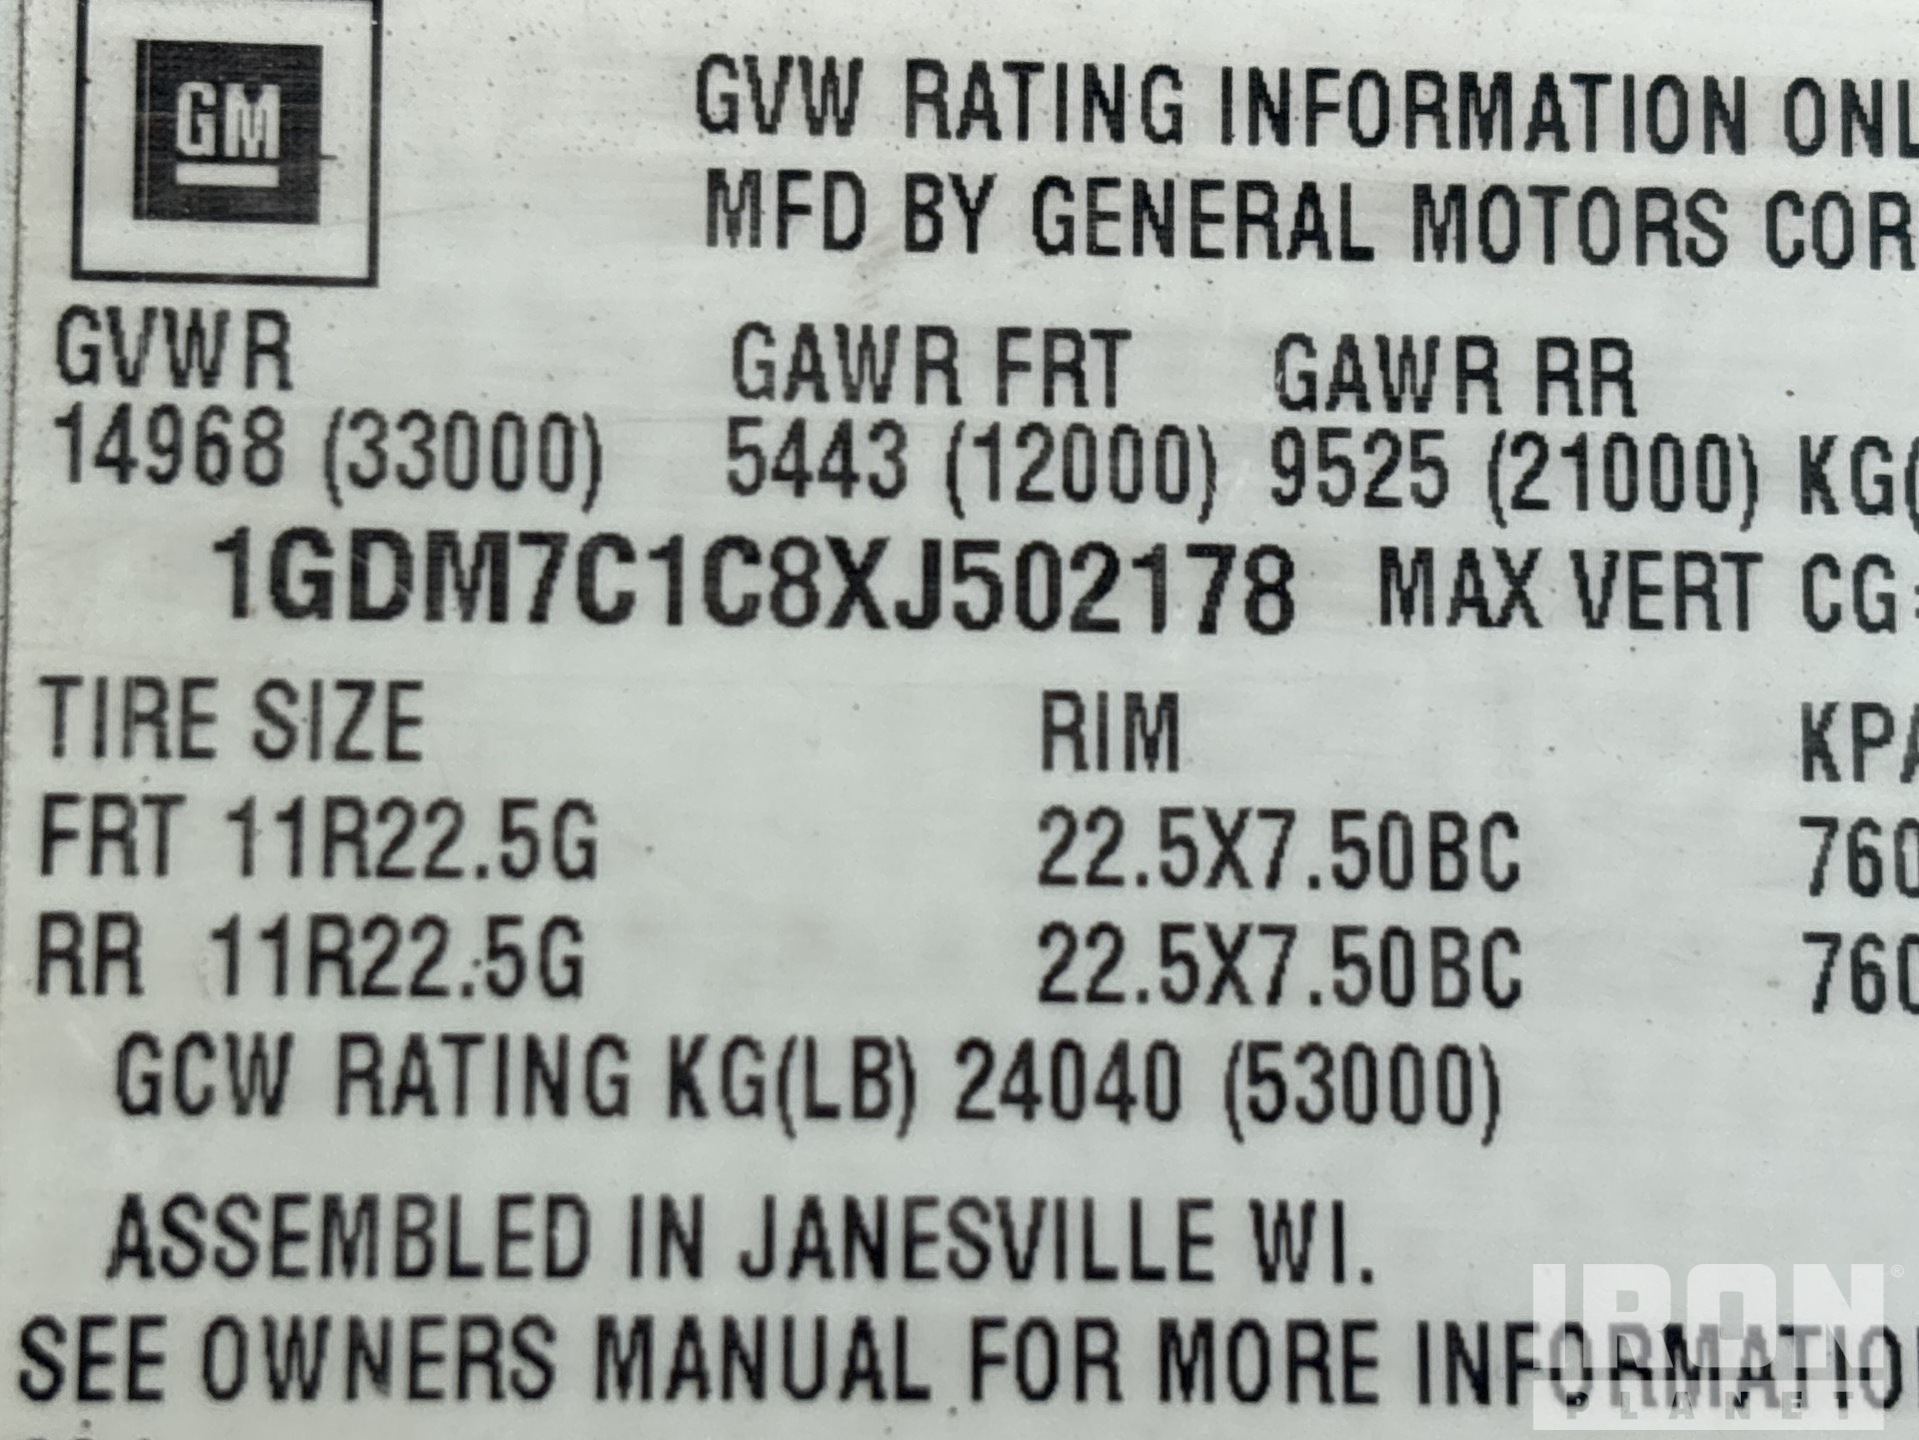 GM
GVW RATING INFORMATION ONL
MFD BY GENERAL MOTORS COR
GVWR GAWR FRT GAWR RR
14968 (33000) 5443 (12000) 9525 (21000) KG(
1GDM7C1C8XJ502178 MAX VERT CG=
TIRE SIZE RIM KPA
FRT 11R22.5G 22.5X7.50BC 760
RR 11R22.5G 22.5X7.50BC 760
GCW RATING KG(LB) 24040 (53000)
ASSEMBLED IN JANESVILLE WI.
SEE OWNERS MANUAL FOR MORE INFORMATIO
IRON PLANET